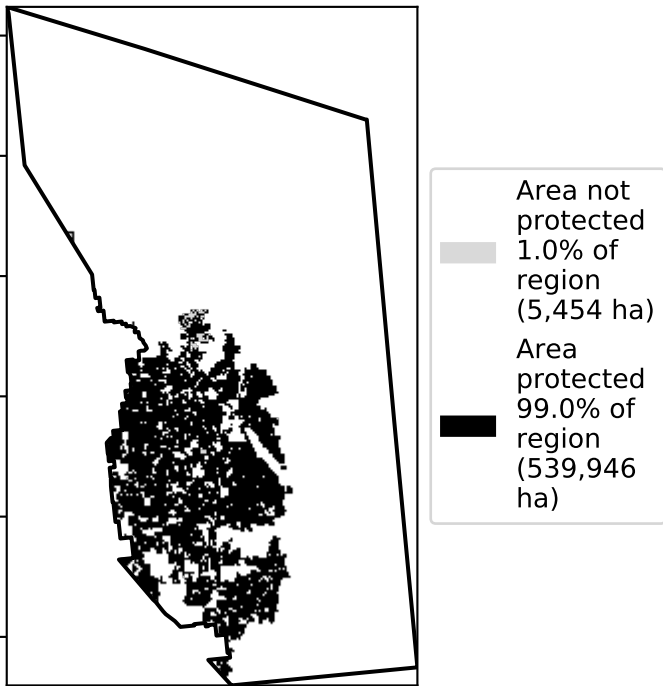 Area not
protected
1.0% of
region
(5,454 ha)
Area
protected
99.0% of
region
(539,946
ha)